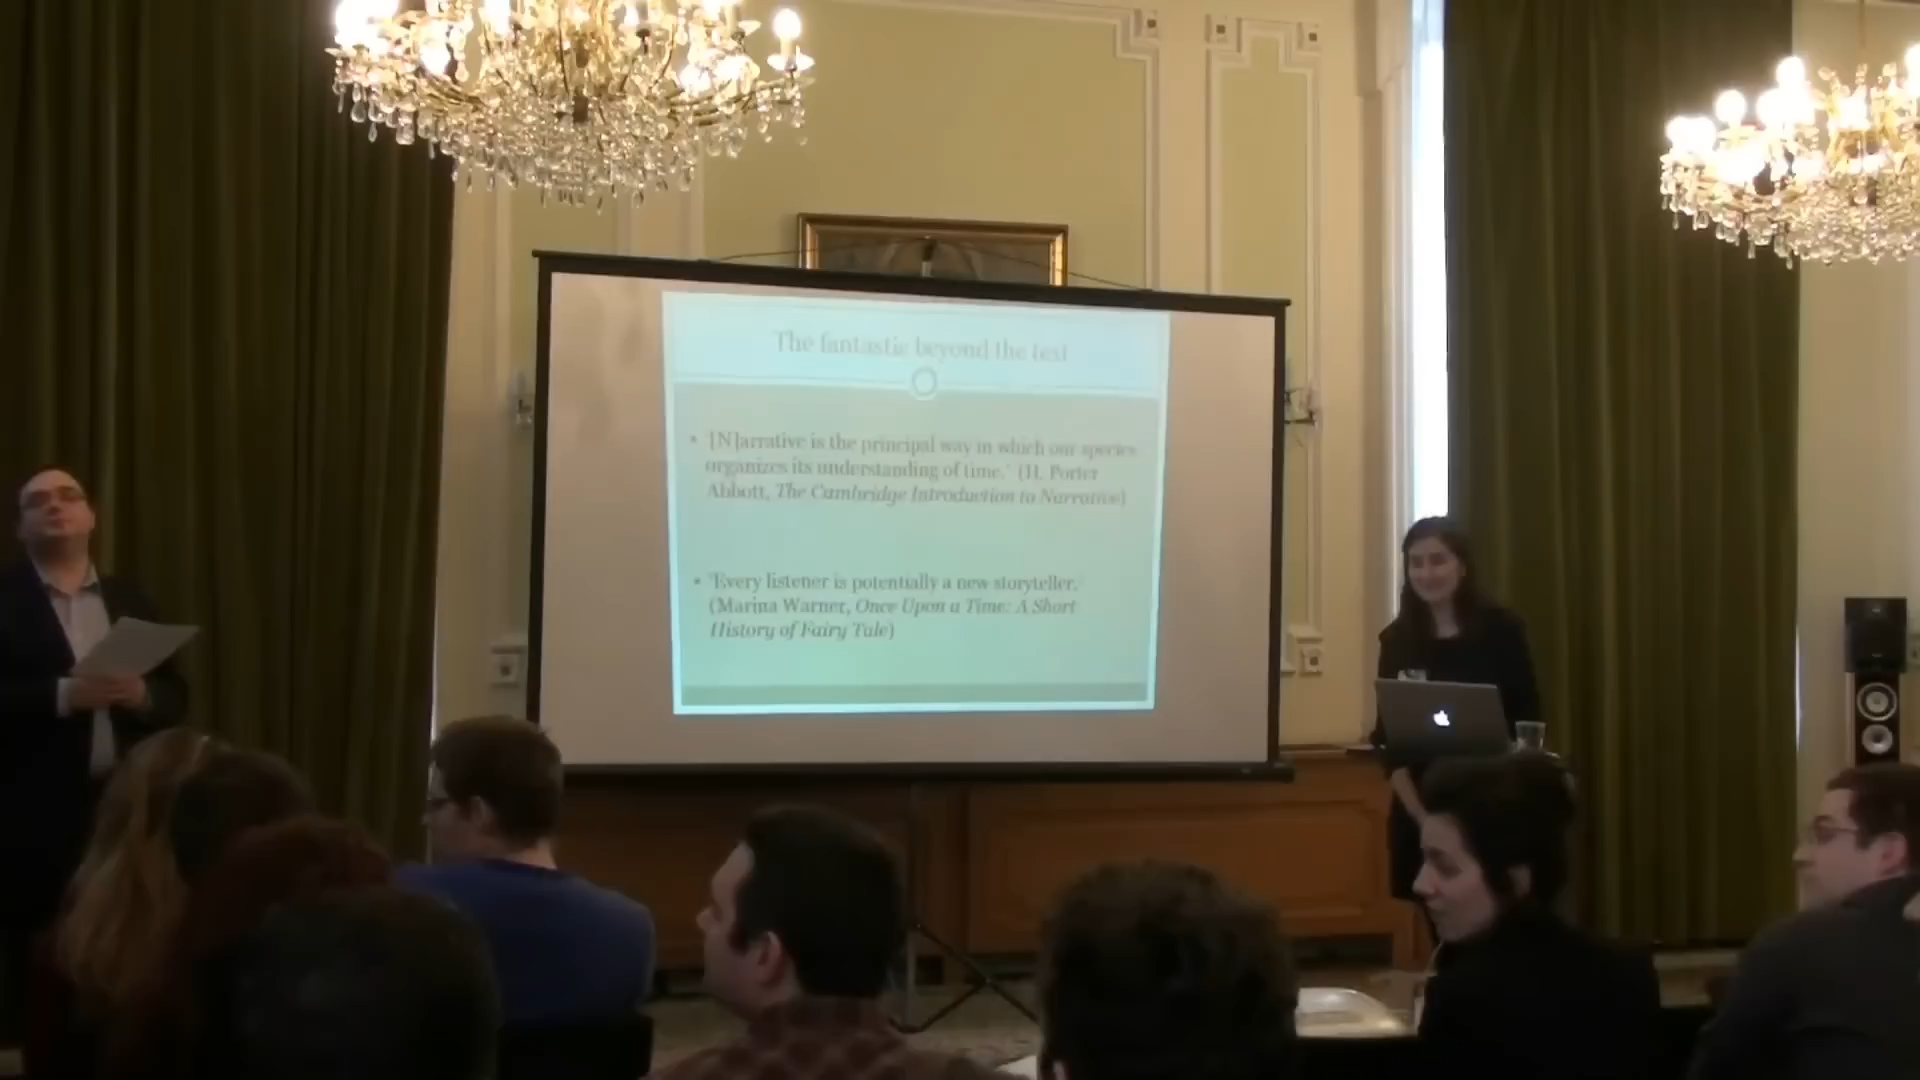 The fantastic beyond the text
• '[N]arrative is the principal way in which our species
organizes its understanding of time.' (H. Porter
Abbott, The Cambridge Introduction to Narrative)
• 'Every listener is potentially a new storyteller.'
(Marina Warner, Once Upon a Time: A Short
History of Fairy Tale)